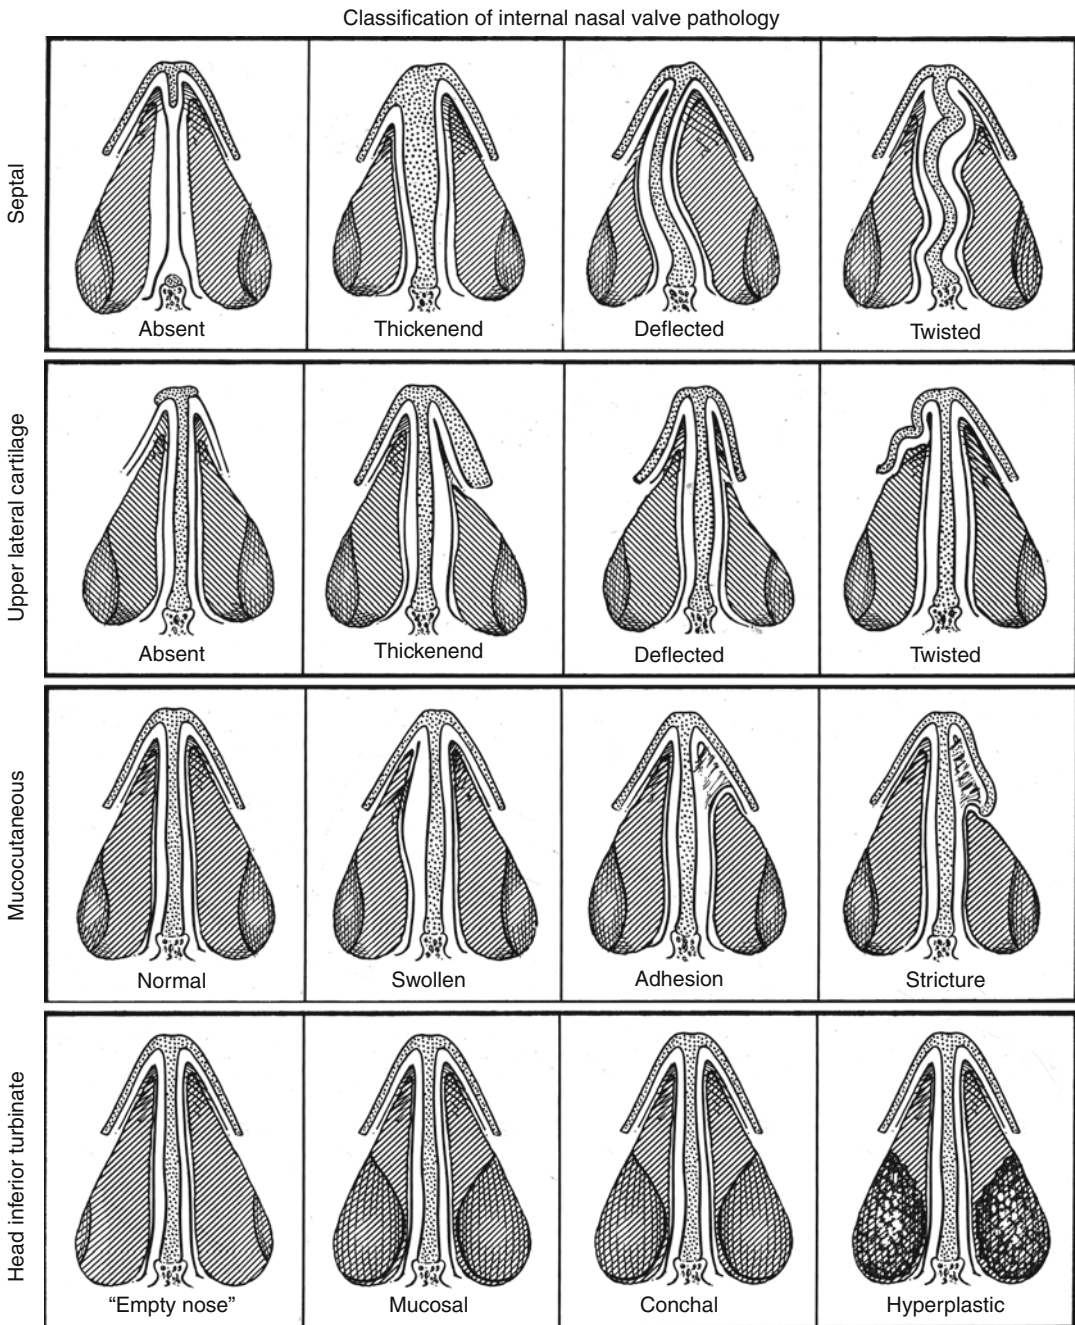 Classification of internal nasal valve pathology
Septal
Absent
Thickenend
Deflected
Twisted
Upper lateral cartilage
Absent
Thickenend
Deflected
Twisted
Mucocutaneous
Normal
Swollen
Adhesion
Stricture
Head inferior turbinate
“Empty nose”
Mucosal
Conchal
Hyperplastic